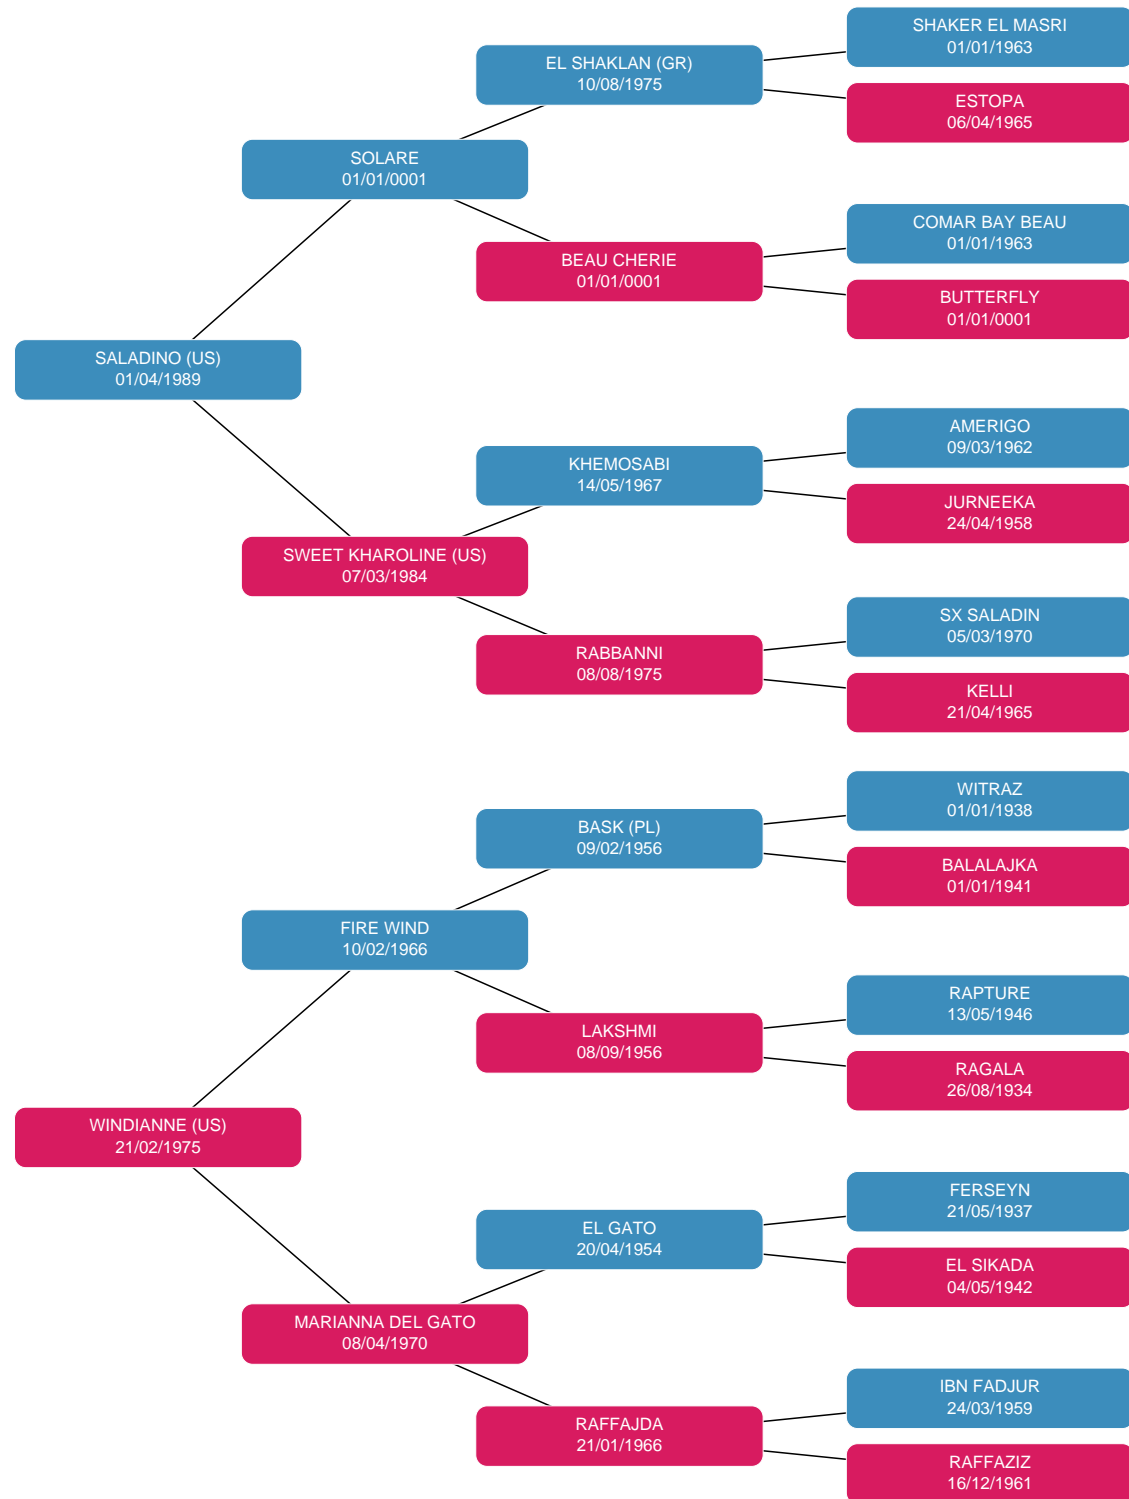 SHAKER EL MASRI
01/01/1963
EL SHAKLAN (GR)
10/08/1975
ESTOPA
06/04/1965
SOLARE
01/01/0001
COMAR BAY BEAU
01/01/1963
BEAU CHERIE
01/01/0001
BUTTERFLY
01/01/0001
SALADINO (US)
01/04/1989
AMERIGO
09/03/1962
KHEMOSABI
14/05/1967
JURNEEKA
24/04/1958
SWEET KHAROLINE (US)
07/03/1984
SX SALADIN
05/03/1970
RABBANNI
08/08/1975
KELLI
21/04/1965
WITRAZ
01/01/1938
BASK (PL)
09/02/1956
BALALAJKA
01/01/1941
FIRE WIND
10/02/1966
RAPTURE
13/05/1946
LAKSHMI
08/09/1956
RAGALA
26/08/1934
WINDIANNE (US)
21/02/1975
FERSEYN
21/05/1937
EL GATO
20/04/1954
EL SIKADA
04/05/1942
MARIANNA DEL GATO
08/04/1970
IBN FADJUR
24/03/1959
RAFFAJDA
21/01/1966
RAFFAZIZ
16/12/1961